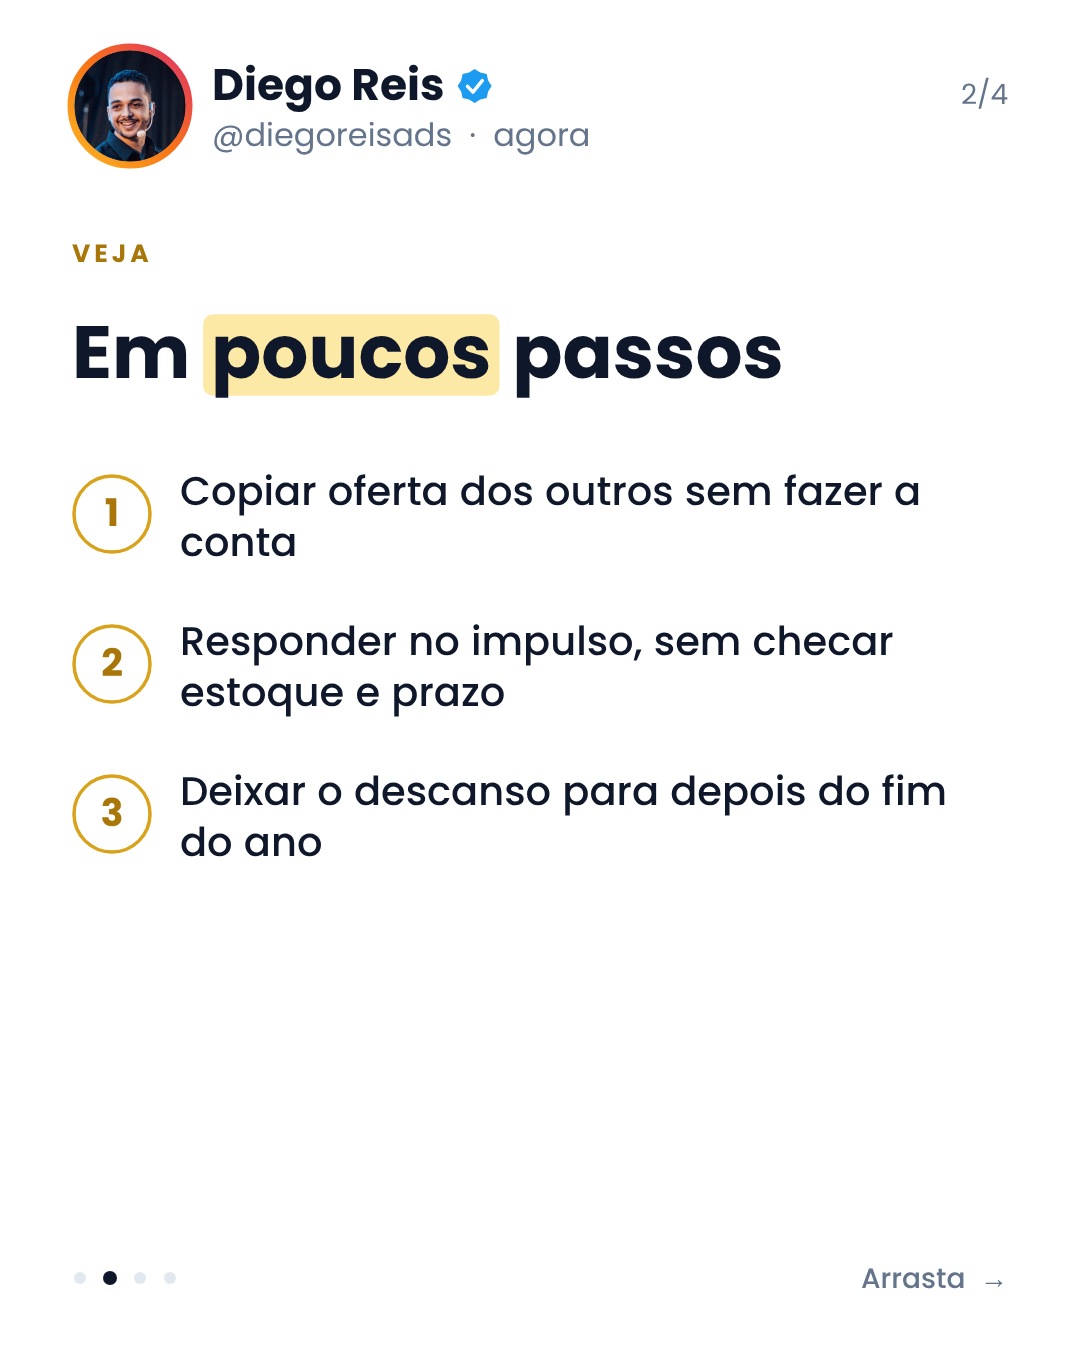 Diego Reis
2/4
@diegoreisads · agora
VEJA
Em poucos passos
1
Copiar oferta dos outros sem fazer a
conta
2
Responder no impulso, sem checar
estoque e prazo
3
Deixar o descanso para depois do fim
do ano
Arrasta →